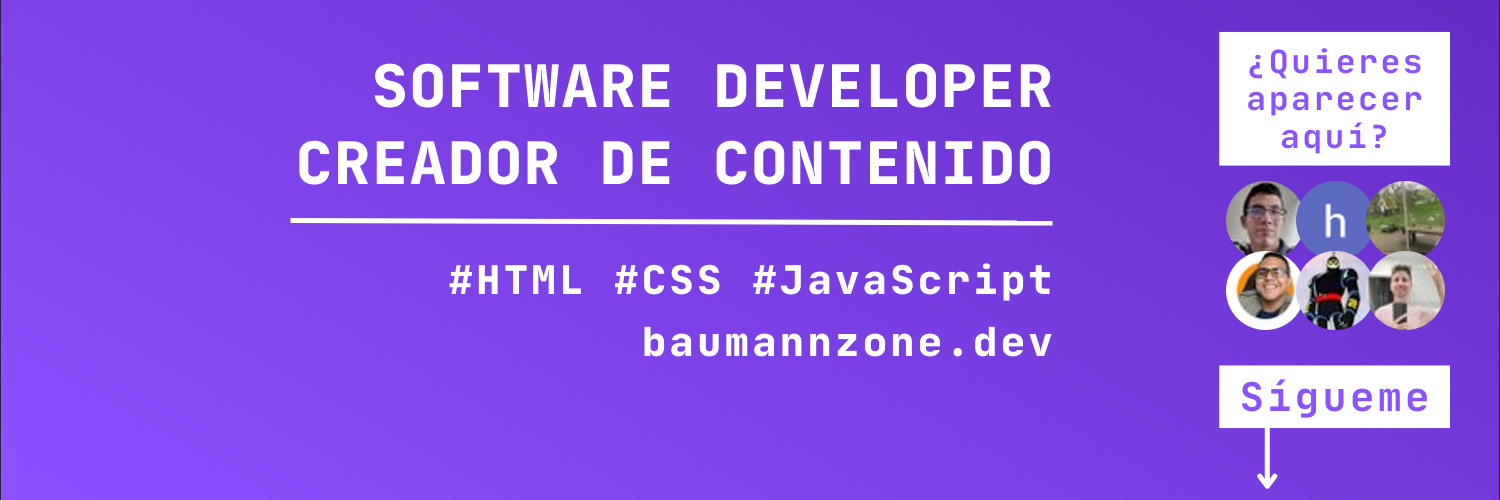 SOFTWARE DEVELOPER
CREADOR DE CONTENIDO
#HTML #CSS #JavaScript
baumannzone.dev
¿Quieres
aparecer
aquí?
h
Sígueme